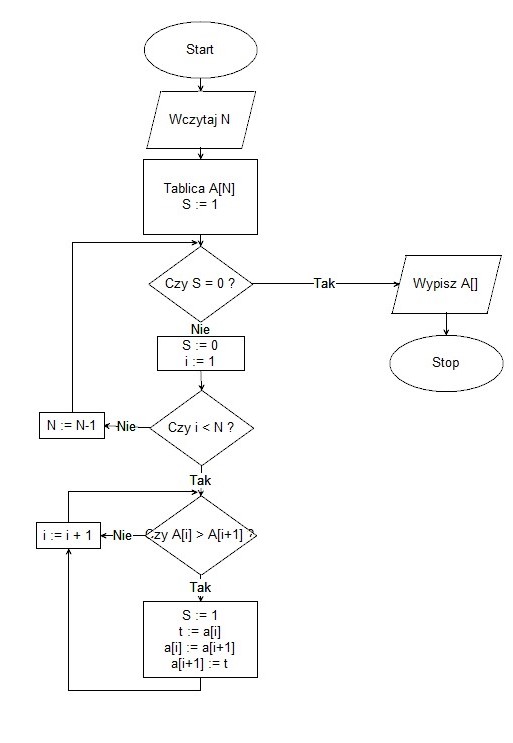 Start
Wczytaj N
Tablica A[N]
S := 1
Czy S = 0 ?
Tak
Wypisz A[]
Stop
Nie
S := 0
i := 1
Czy i < N ?
Nie
N := N-1
Tak
Czy A[i] > A[i+1] ?
Nie
i := i + 1
Tak
S := 1
t := a[i]
a[i] := a[i+1]
a[i+1] := t